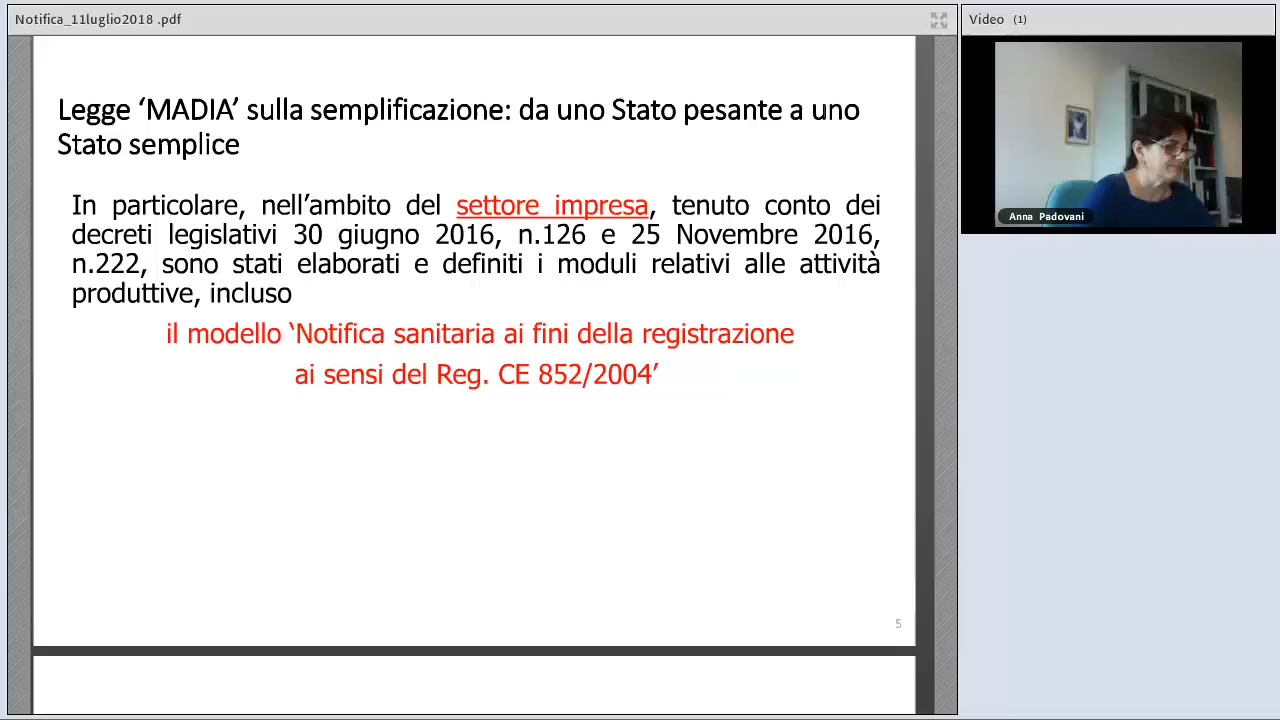 Notifica_11luglio2018 .pdf
Legge ‘MADIA’ sulla semplificazione: da uno Stato pesante a uno
Stato semplice
In particolare, nell’ambito del settore impresa, tenuto conto dei
decreti legislativi 30 giugno 2016, n.126 e 25 Novembre 2016,
n.222, sono stati elaborati e definiti i moduli relativi alle attività
produttive, incluso
il modello ‘Notifica sanitaria ai fini della registrazione
ai sensi del Reg. CE 852/2004’
5
Video (1)
Anna Padovani